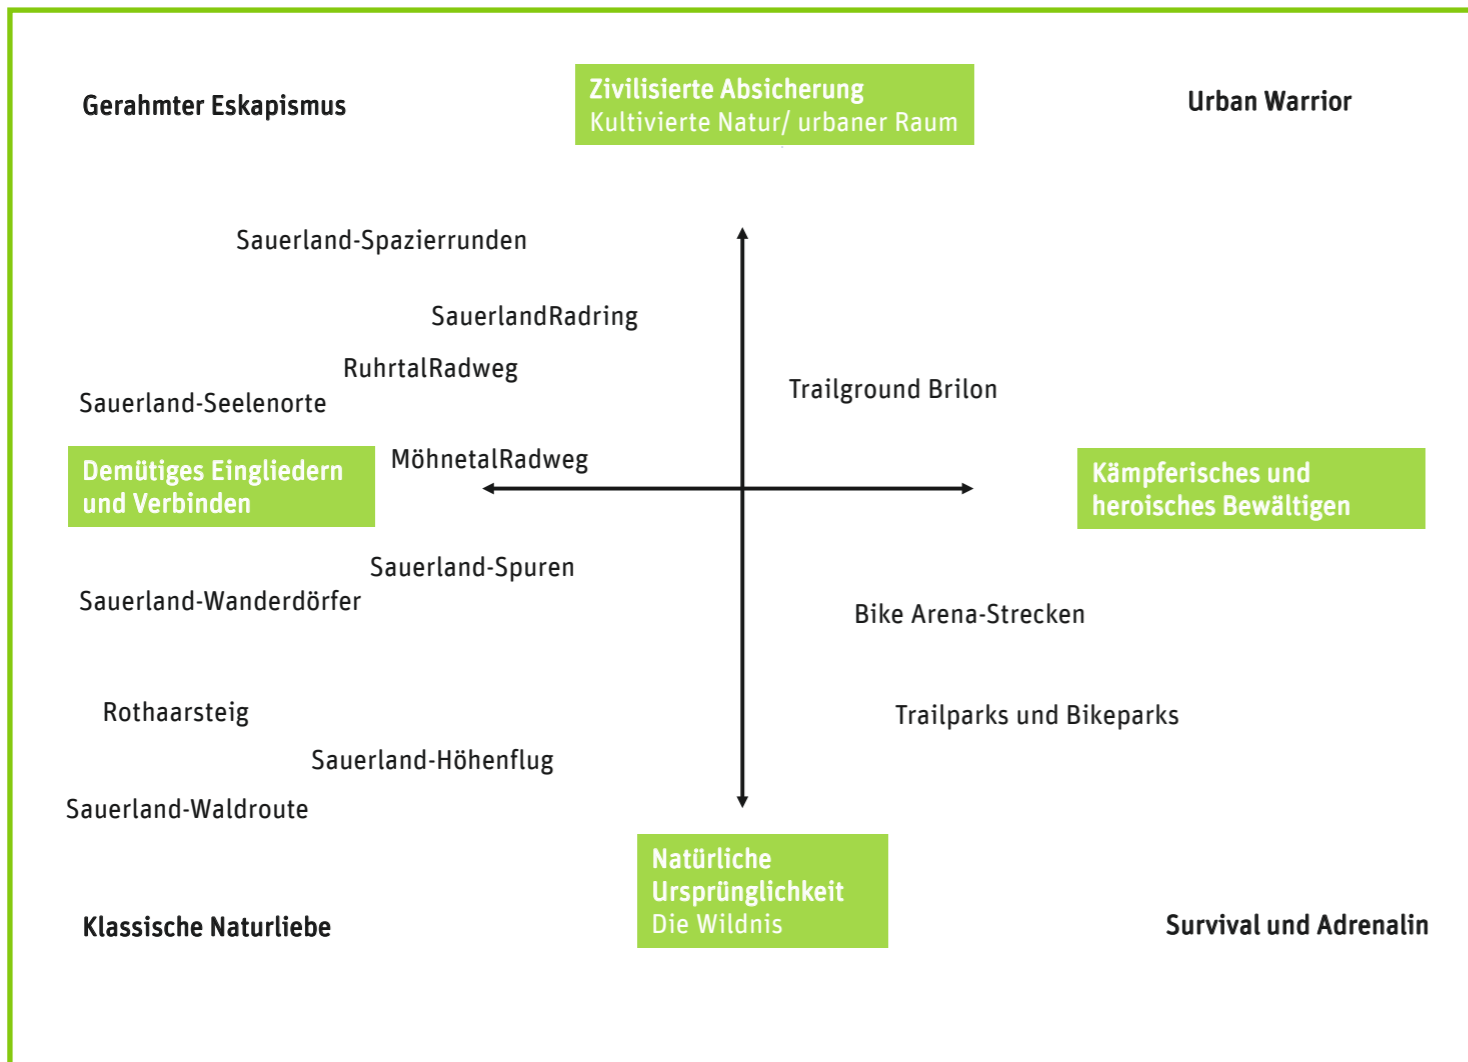 Gerahmter Eskapismus
Zivilisierte Absicherung
Kultivierte Natur/ urbaner Raum
Urban Warrior
Sauerland-Spazierrunden
SauerlandRadring
RuhrtalRadweg
Sauerland-Seelenorte
Trailground Brilon
Demütiges Eingliedern
und Verbinden
MöhnetalRadweg
Kämpferisches und
heroisches Bewältigen
Sauerland-Spuren
Sauerland-Wanderdörfer
Bike Arena-Strecken
Rothaarsteig
Trailparks und Bikeparks
Sauerland-Höhenflug
Sauerland-Waldroute
Natürliche
Ursprünglichkeit
Die Wildnis
Klassische Naturliebe
Survival und Adrenalin